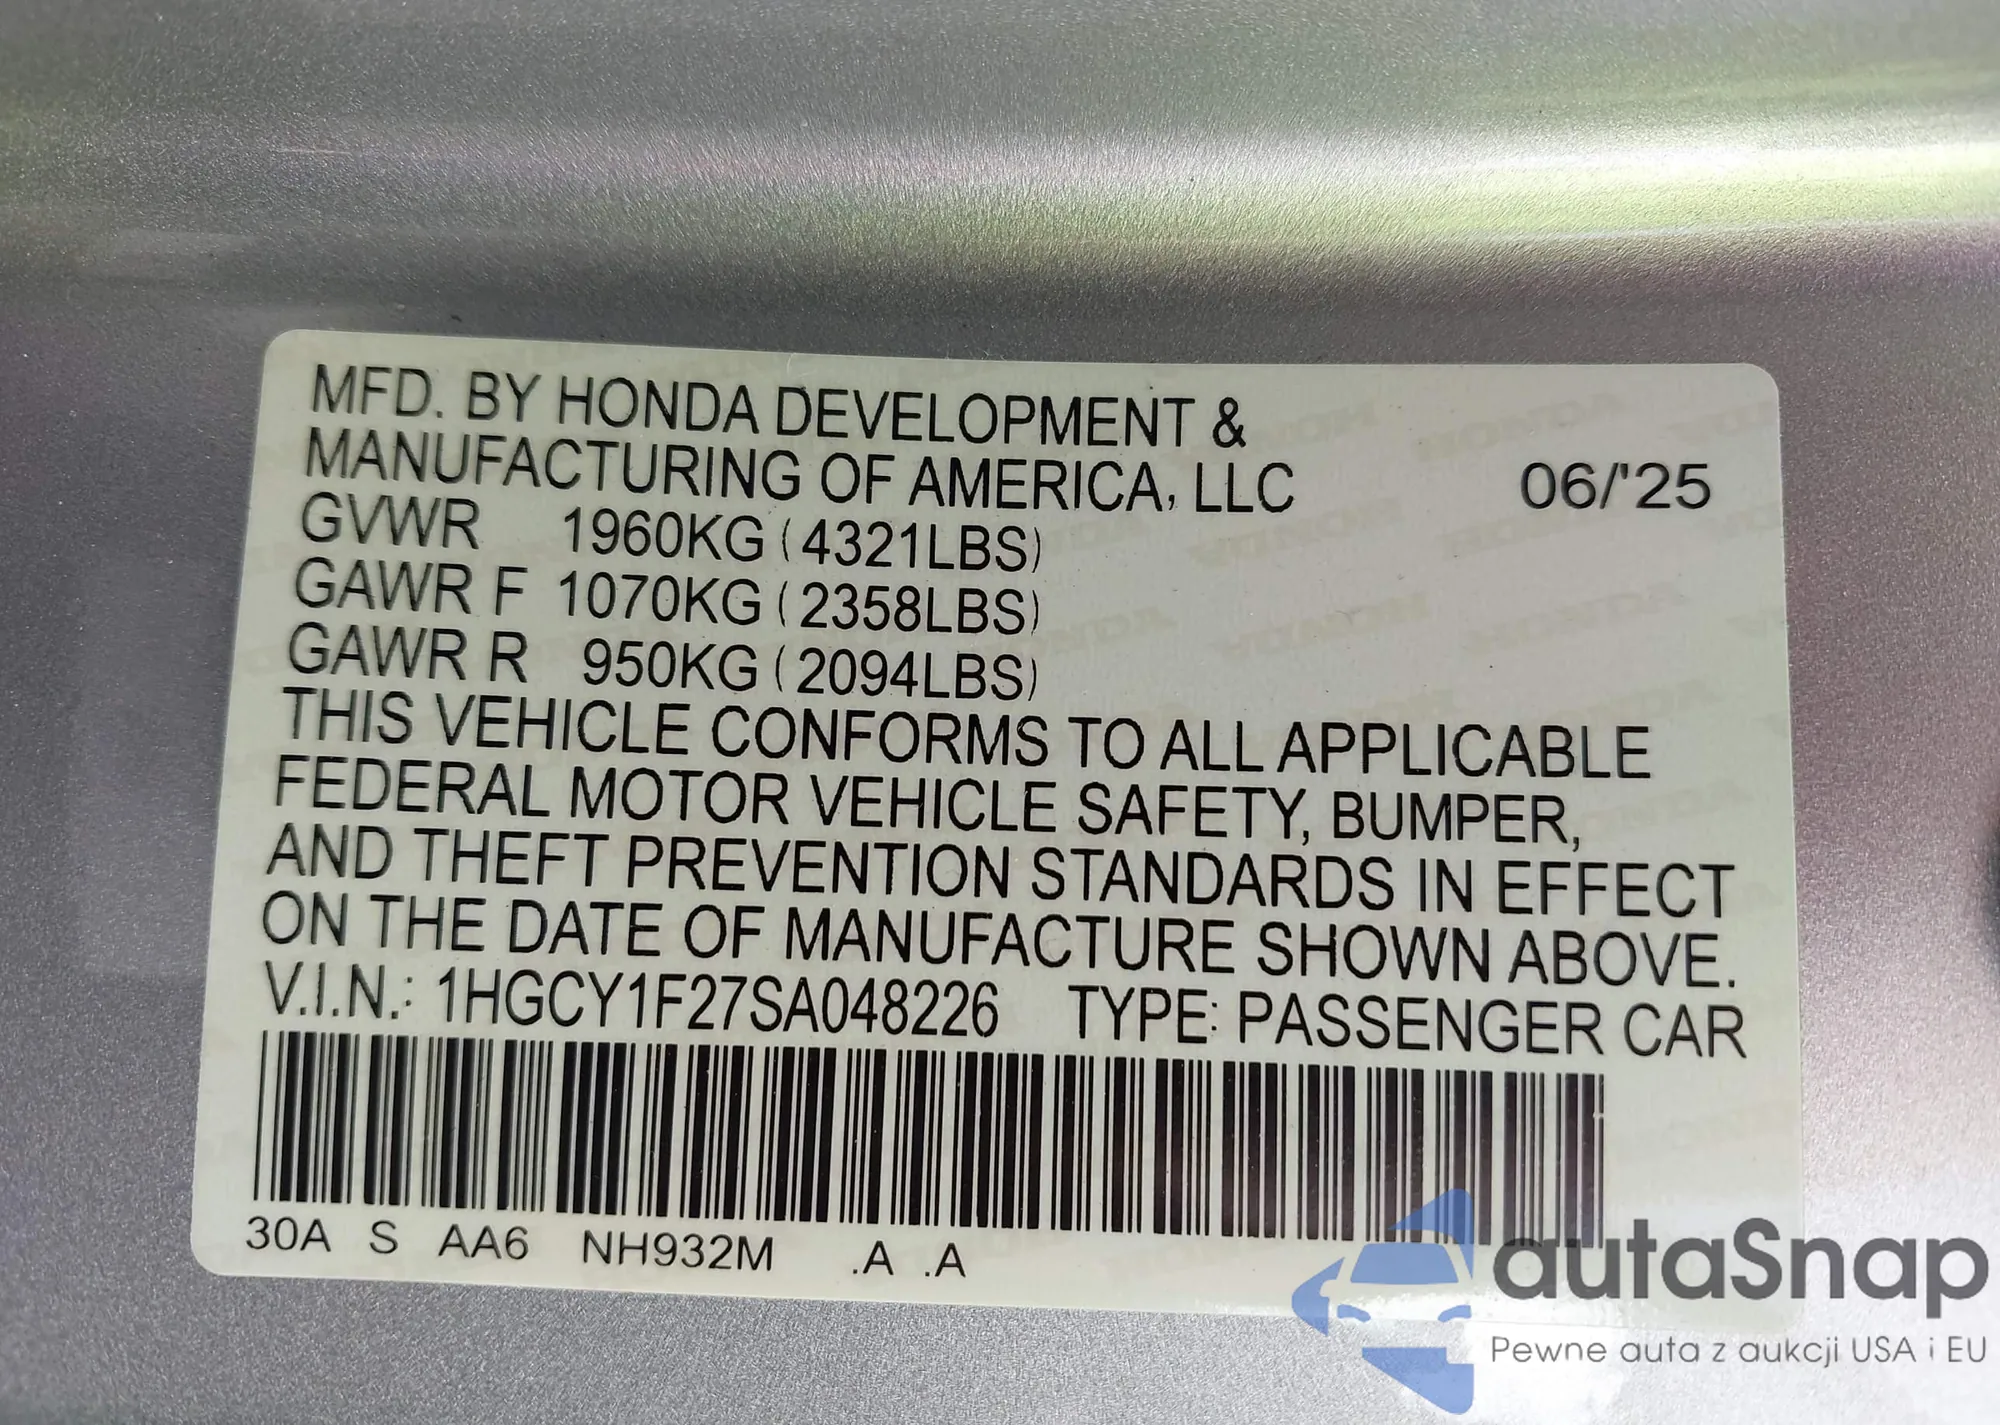 MFD. BY HONDA DEVELOPMENT &
MANUFACTURING OF AMERICA, LLC 06/'25
GVWR 1960KG (4321LBS)
GAWR F 1070KG (2358LBS)
GAWR R 950KG (2094LBS)
THIS VEHICLE CONFORMS TO ALL APPLICABLE
FEDERAL MOTOR VEHICLE SAFETY, BUMPER,
AND THEFT PREVENTION STANDARDS IN EFFECT
ON THE DATE OF MANUFACTURE SHOWN ABOVE.
V.I.N.: 1HGCY1F27SA048226 TYPE: PASSENGER CAR
30A S AA6 NH932M .A .A
autaSnap
Pewne auta z aukcji USA i EU